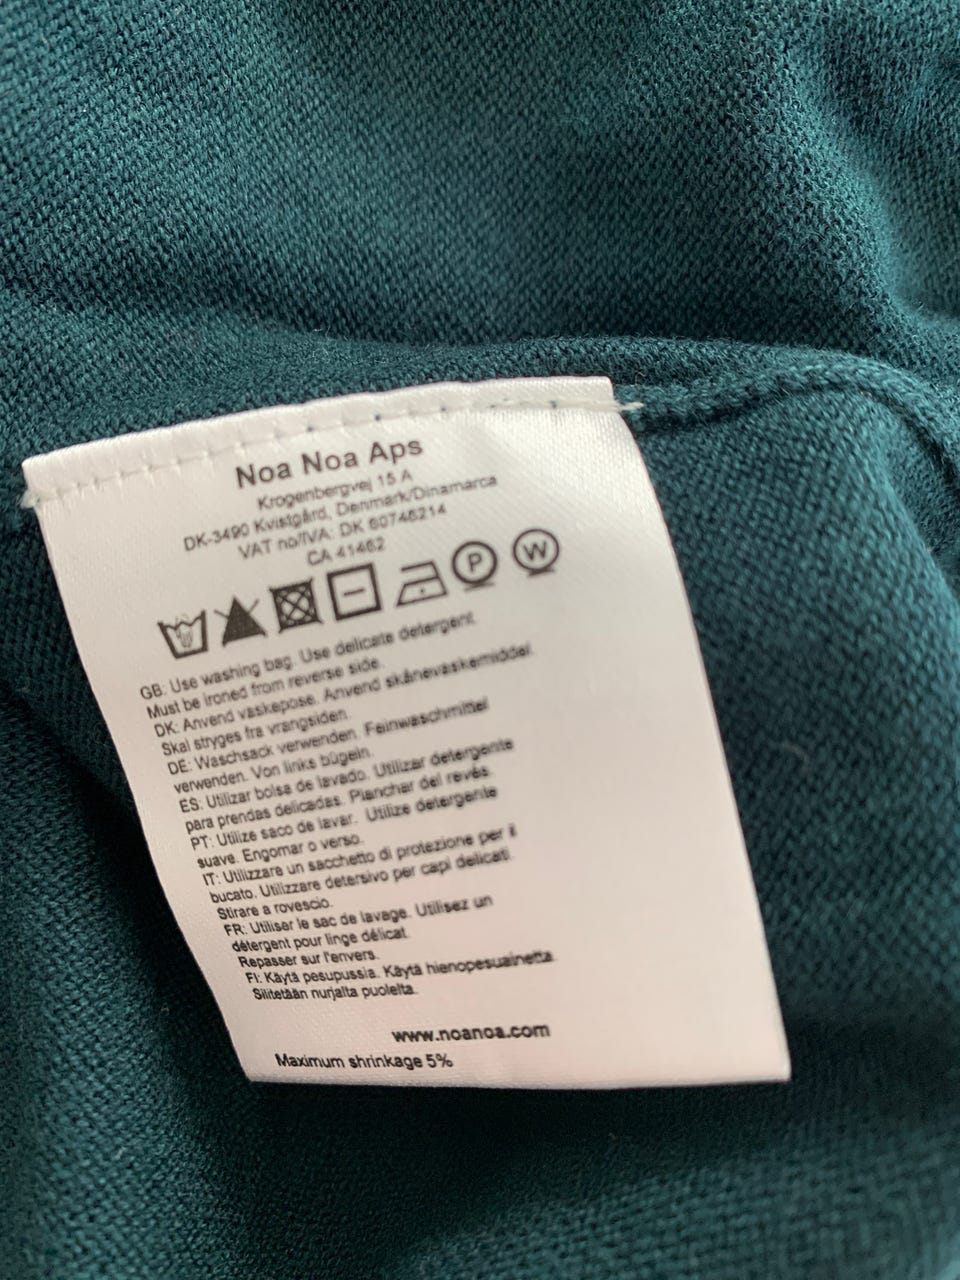 Noa Noa Aps
Krogenbergvej 15 A
DK-3490 Kvistgård, Denmark/Dinamarca
VAT no/IVA: DK 60746214
CA 41462
P W
GB: Use washing bag. Use delicate detergent.
Must be ironed from reverse side.
DK: Anvend vaskepose. Anvend skånevaskemiddel.
Skal stryges fra vrangsiden.
DE: Waschsack verwenden. Feinwaschmittel
verwenden. Von links bügeln.
ES: Utilizar bolsa de lavado. Utilizar detergente
para prendas delicadas. Planchar del revés.
PT: Utilize saco de lavar. Utilize detergente
suave. Engomar o verso.
IT: Utilizzare un sacchetto di protezione per il
bucato. Utilizzare detersivo per capi delicati.
Stirare a rovescio.
FR: Utiliser le sac de lavage. Utilisez un
détergent pour linge délicat.
Repasser sur l'envers.
FI: Käytä pesupussia. Käytä hienopesuainetta.
Silitetään nurjalta puolelta.
www.noanoa.com
Maximum shrinkage 5%